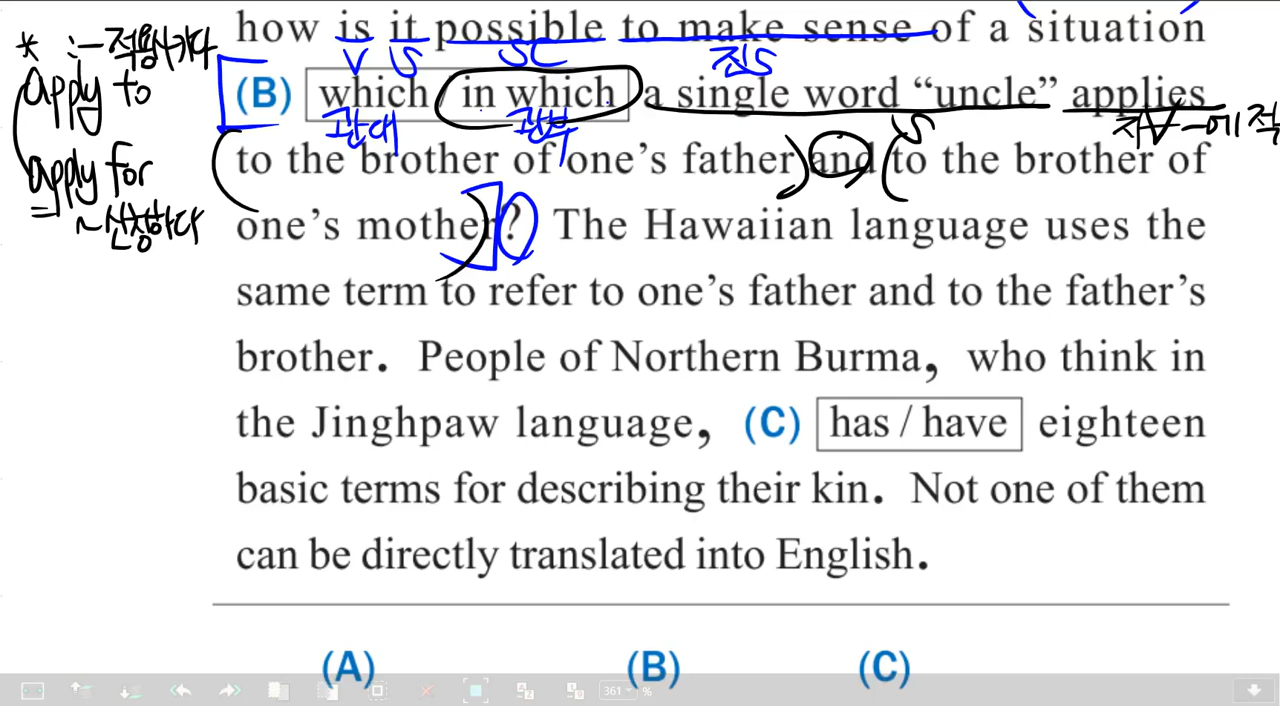 how is it possible to make sense of a situation
V S SC 진S
(B) which / in which a single word “uncle” applies
관대 관부 S 자V ~에 적
to the brother of one’s father and to the brother of
one’s mother? The Hawaiian language uses the
same term to refer to one’s father and to the father’s
brother. People of Northern Burma, who think in
the Jinghpaw language, (C) has / have eighteen
basic terms for describing their kin. Not one of them
can be directly translated into English.
(A) (B) (C)
* :~적용시키다
apply to
apply for
~신청하다
361 %